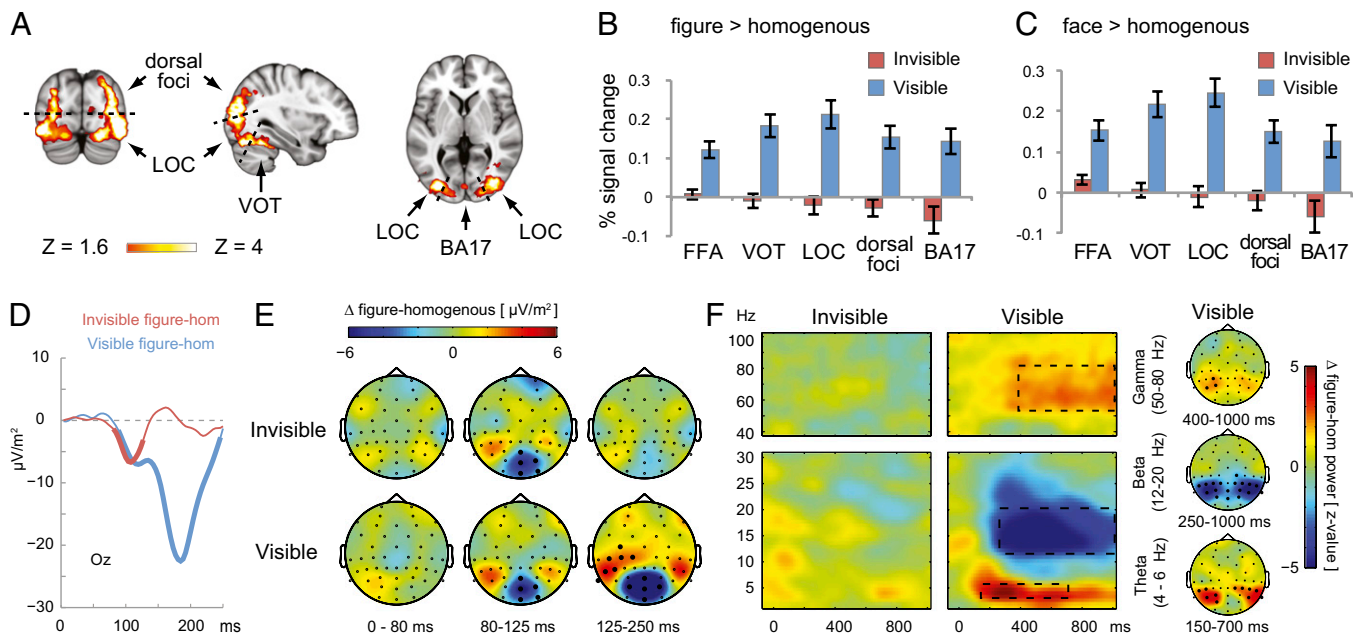 A
dorsal foci
LOC
VOT
LOC
BA17
LOC
Z = 1.6
Z = 4
B
figure > homogenous
Invisible
Visible
% signal change
0.3
0.2
0.1
0
-0.1
FFA
VOT
LOC
dorsal foci
BA17
C
face > homogenous
Invisible
Visible
0.3
0.2
0.1
0
0.1
FFA
VOT
LOC
dorsal foci
BA17
D
Invisible figure-hom
Visible figure-hom
μV/m²
10
0
−10
−20
−30
Oz
0
100
200
ms
E
Δ figure-homogenous [ μV/m² ]
−6
0
6
Invisible
Visible
0 - 80 ms
80-125 ms
125-250 ms
F
Hz
Invisible
Visible
100
80
60
40
30
25
20
15
10
5
0
400
800
0
400
800
ms
Visible
Gamma (50-80 Hz)
400-1000 ms
Beta (12-20 Hz)
250-1000 ms
Theta (4 - 6 Hz)
150-700 ms
5
0
−5
Δ figure-hom power [ z-value ]